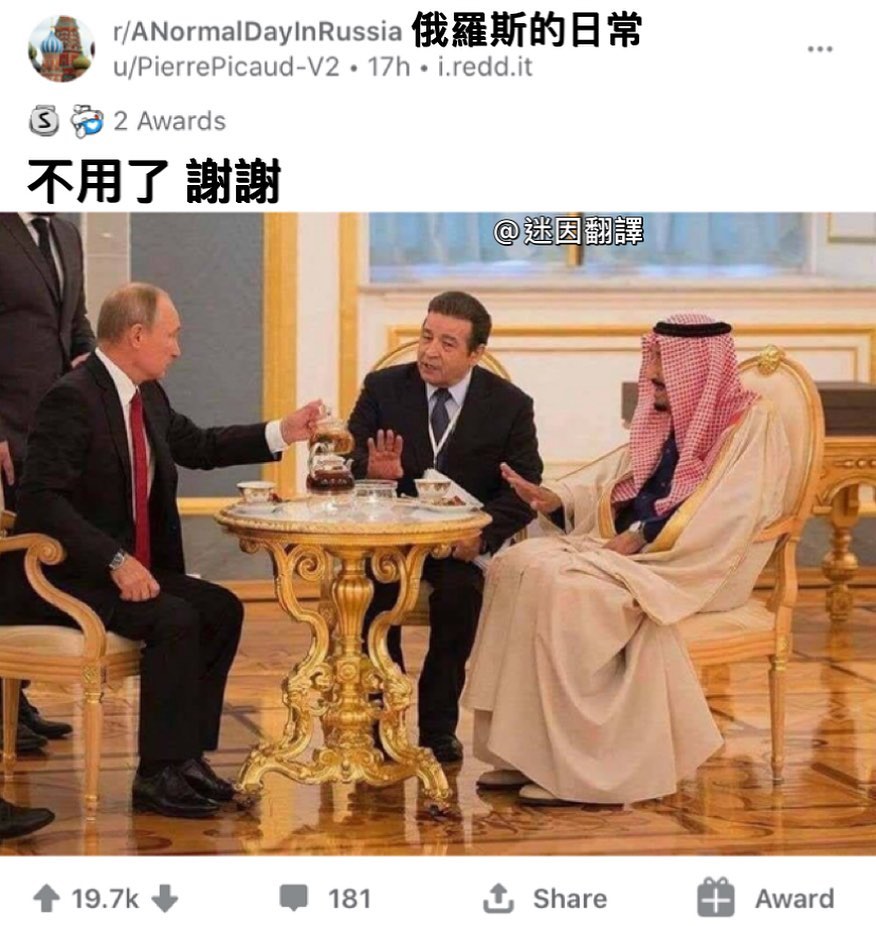 r/ANormalDayInRussia 俄羅斯的日常
u/PierrePicaud-V2 • 17h • i.redd.it
2 Awards
不用了 謝謝
@迷因翻譯
19.7k
181
Share
Award